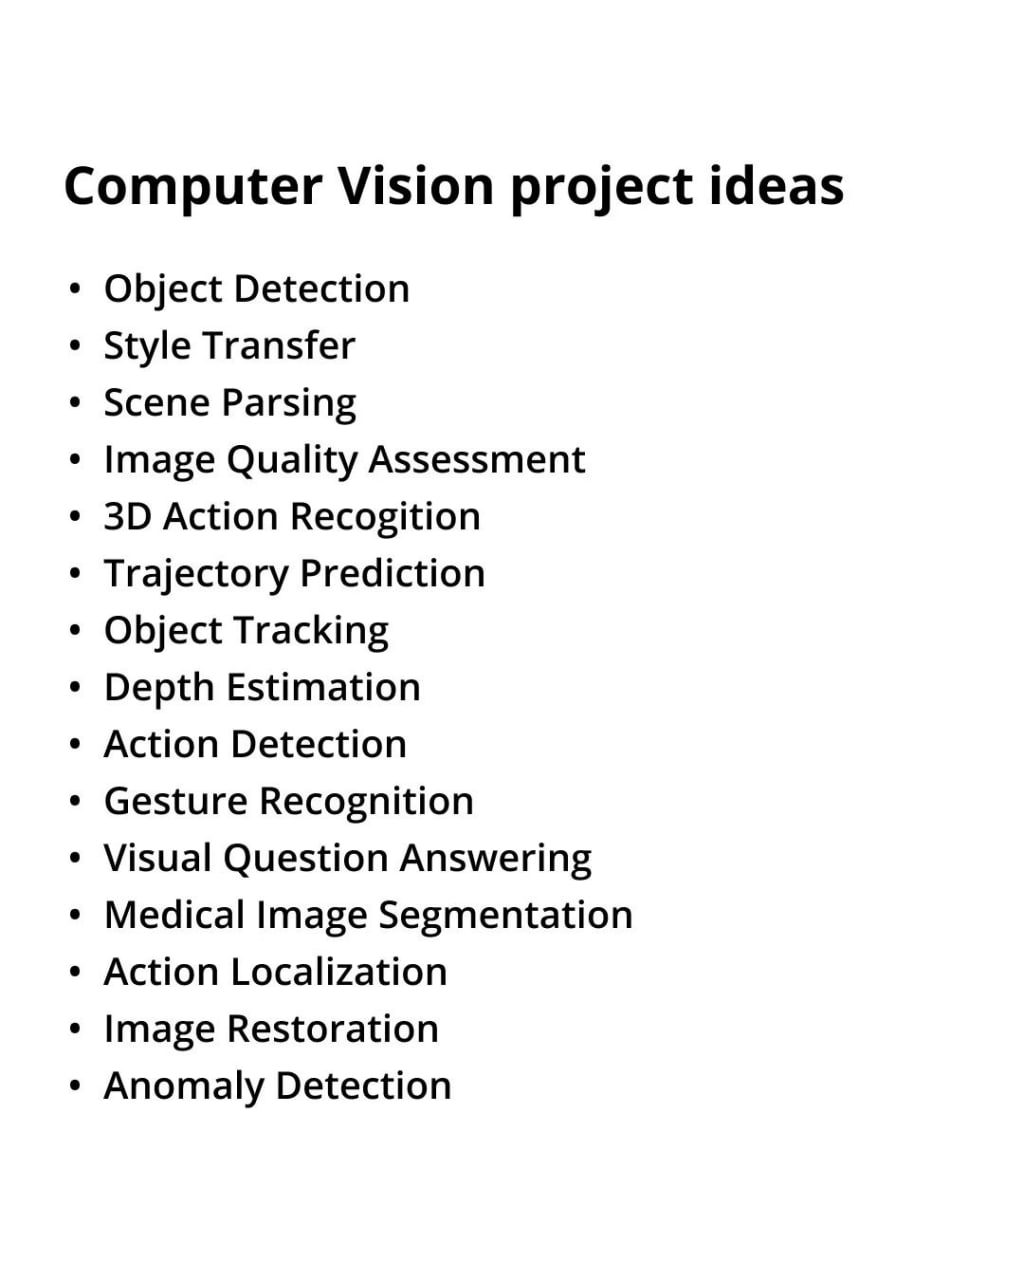 Computer Vision project ideas
• Object Detection
• Style Transfer
• Scene Parsing
• Image Quality Assessment
• 3D Action Recogition
• Trajectory Prediction
• Object Tracking
• Depth Estimation
• Action Detection
• Gesture Recognition
• Visual Question Answering
• Medical Image Segmentation
• Action Localization
• Image Restoration
• Anomaly Detection